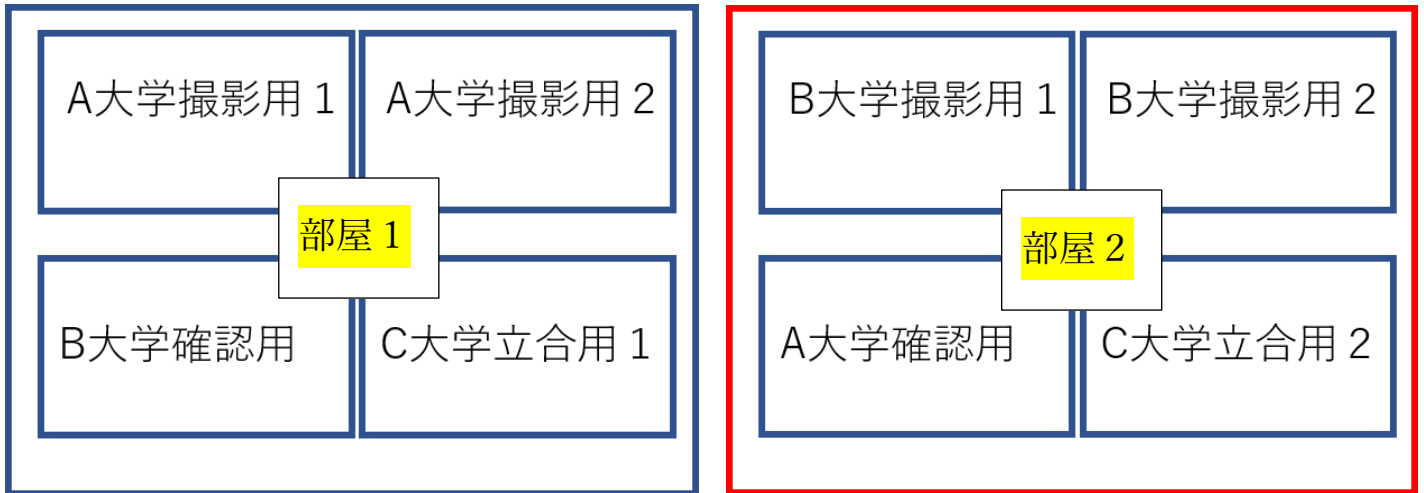 A大学撮影用１
A大学撮影用２
部屋１
B大学確認用
C大学立合用１
B大学撮影用１
B大学撮影用２
部屋２
A大学確認用
C大学立合用２